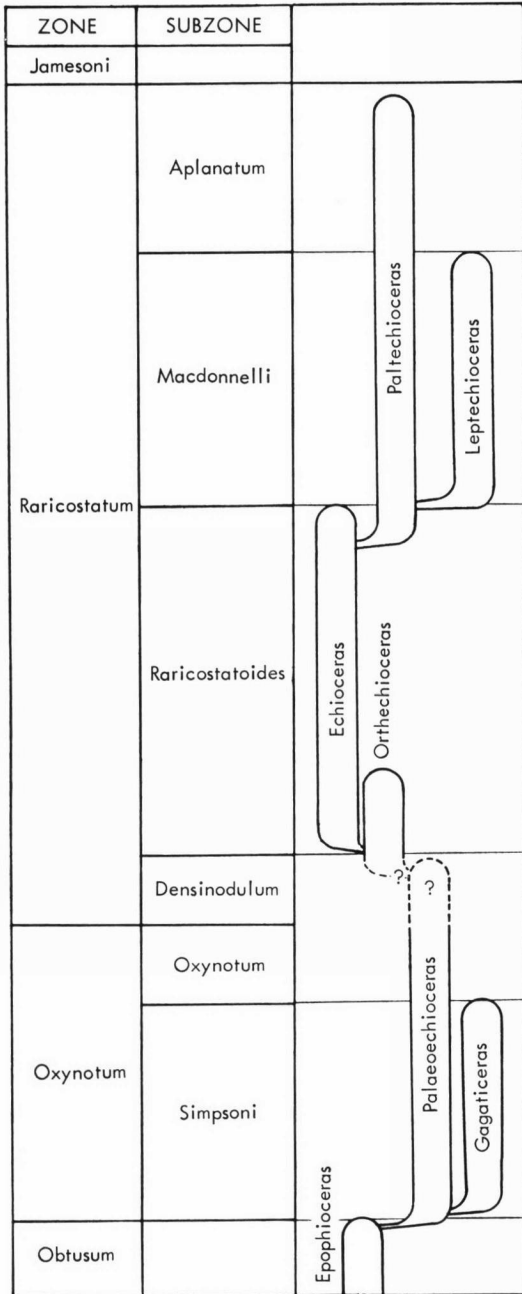 ZONE
SUBZONE
Jamesoni
Aplanatum
Paltechioceras
Leptechioceras
Macdonnelli
Raricostatum
Raricostatoides
Echioceras
Orthechioceras
Densinodulum
?
?
Oxynotum
Palaeoechioceras
Oxynotum
Simpsoni
Gagaticeras
Epophioceras
Obtusum